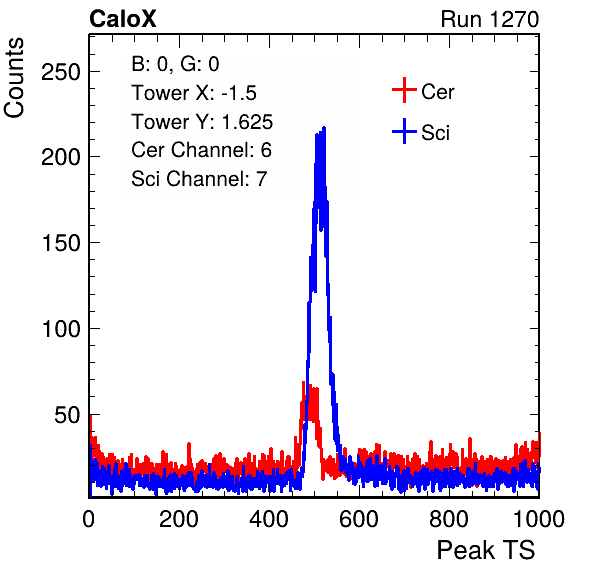 CaloX Run 1270
Counts
250
200
150
100
50
B: 0, G: 0
Tower X: -1.5
Tower Y: 1.625
Cer Channel: 6
Sci Channel: 7
Cer
Sci
0 200 400 600 800 1000
Peak TS